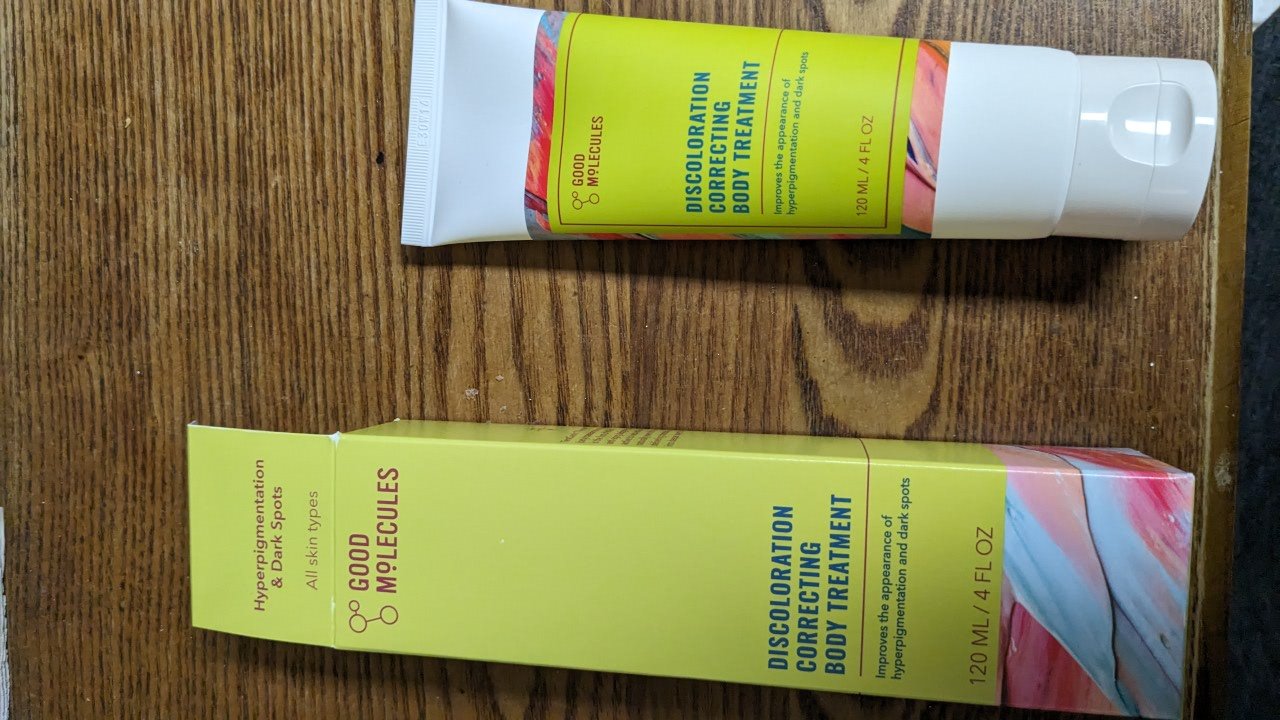 GOOD
MOLECULES
DISCOLORATION
CORRECTING
BODY TREATMENT
Improves the appearance of
hyperpigmentation and dark spots
120 ML / 4 FL OZ
Hyperpigmentation
& Dark Spots
All skin types
GOOD
MOLECULES
DISCOLORATION
CORRECTING
BODY TREATMENT
Improves the appearance of
hyperpigmentation and dark spots
120 ML / 4 FL OZ